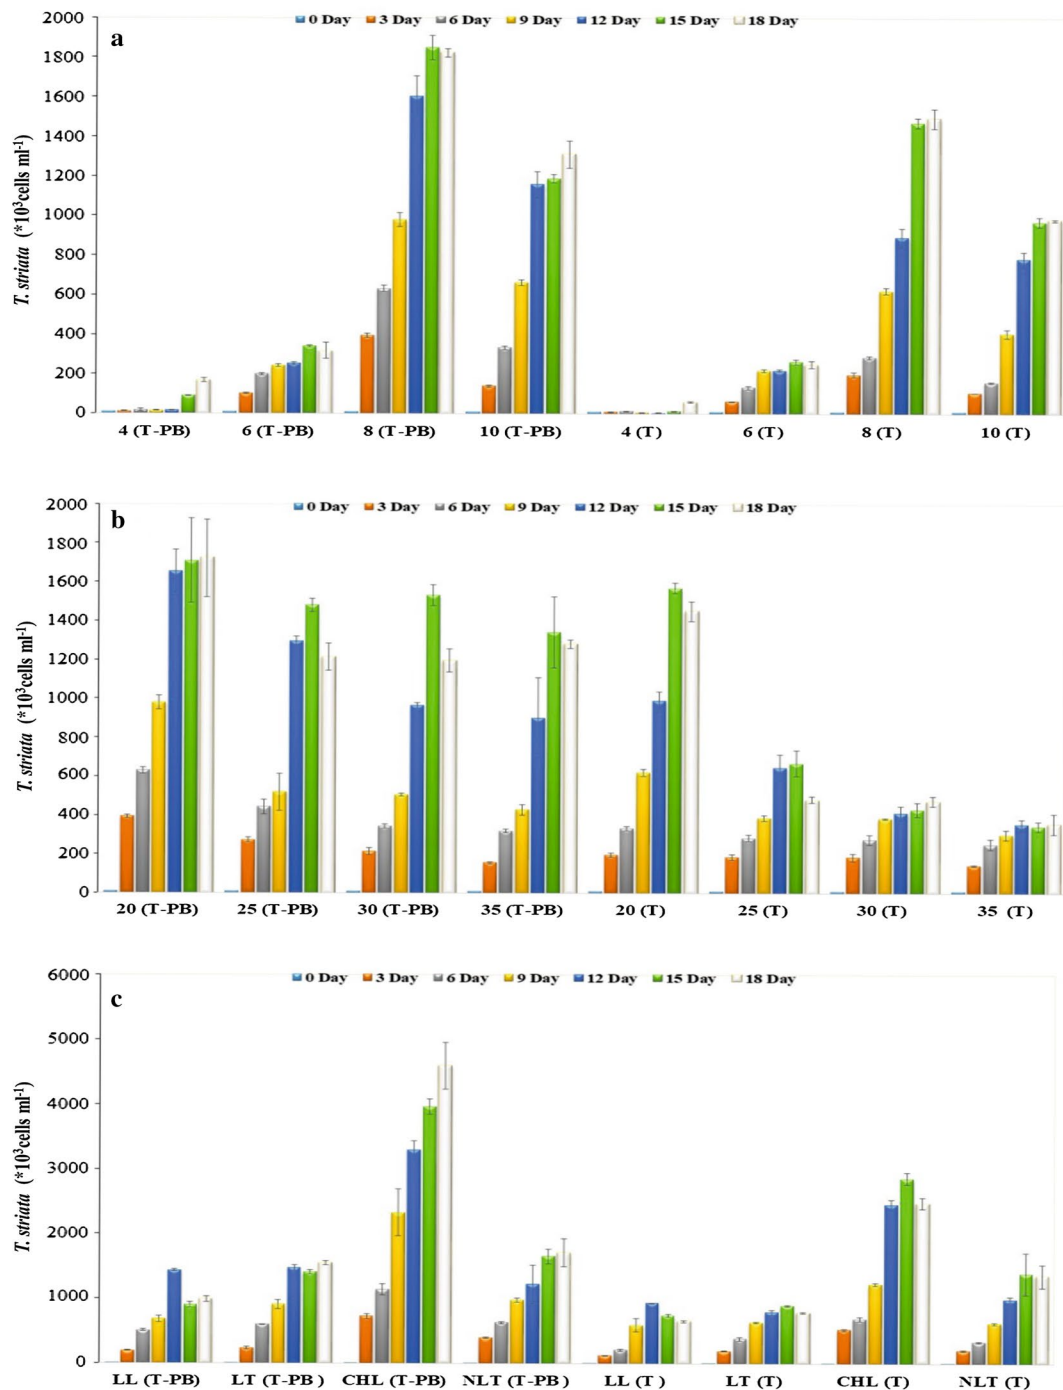 a
0 Day 3 Day 6 Day 9 Day 12 Day 15 Day 18 Day
2000
1800
1600
1400
1200
1000
800
600
400
200
0
T. striata (*10³cells ml⁻¹)
4 (T-PB) 6 (T-PB) 8 (T-PB) 10 (T-PB) 4 (T) 6 (T) 8 (T) 10 (T)
b
0 Day 3 Day 6 Day 9 Day 12 Day 15 Day 18 Day
2000
1800
1600
1400
1200
1000
800
600
400
200
0
T. striata (*10³cells ml⁻¹)
20 (T-PB) 25 (T-PB) 30 (T-PB) 35 (T-PB) 20 (T) 25 (T) 30 (T) 35 (T)
c
0 Day 3 Day 6 Day 9 Day 12 Day 15 Day 18 Day
6000
5000
4000
3000
2000
1000
0
T. striata (*10³cells ml⁻¹)
LL (T-PB) LT (T-PB ) CHL (T-PB) NLT (T-PB ) LL (T) LT (T) CHL (T) NLT (T)